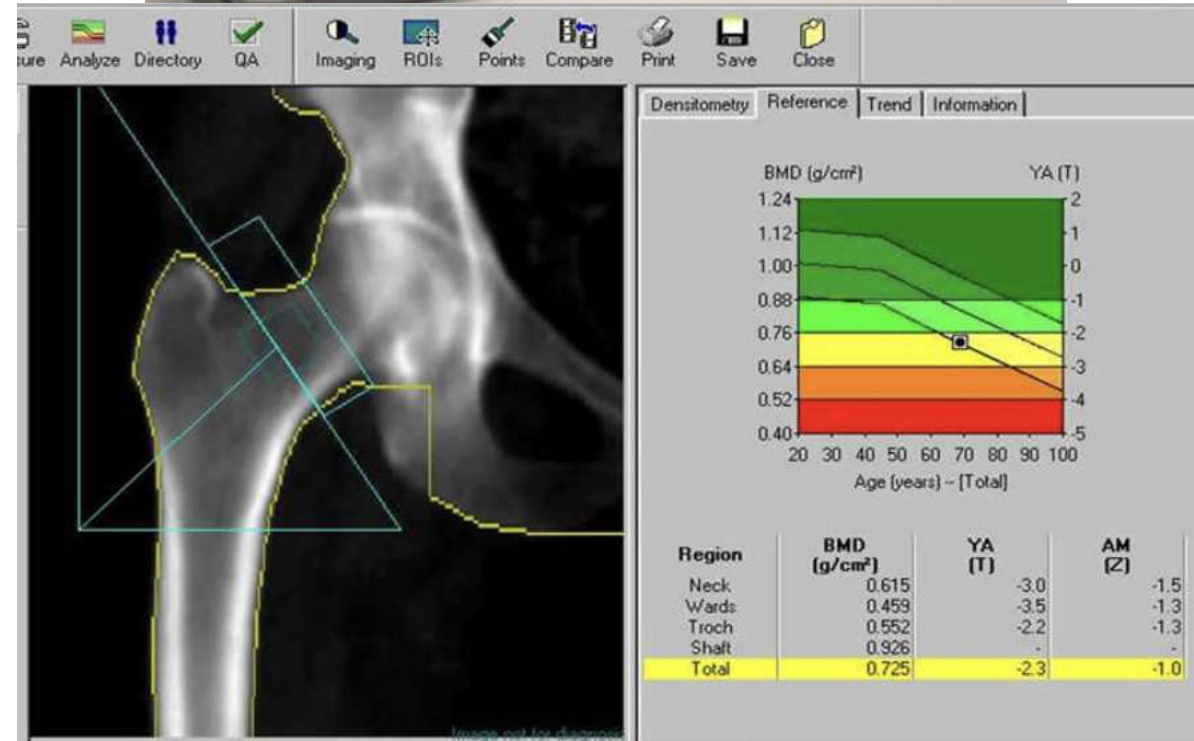 Analyze Directory QA Imaging ROIs Points Compare Print Save Close
Densitometry Reference Trend Information
BMD (g/cm²) YA (T)
1.24 2
1.12 1
1.00 0
0.88 -1
0.76 -2
0.64 -3
0.52 -4
0.40 -5
20 30 40 50 60 70 80 90 100
Age (years) - [Total]
Region BMD (g/cm²) YA (T) AM (Z)
Neck 0.615 -3.0 -1.5
Wards 0.459 -3.5 -1.3
Troch 0.552 -2.2 -1.3
Shaft 0.926 - -
Total 0.725 -2.3 -1.0
Image not for diagnosis